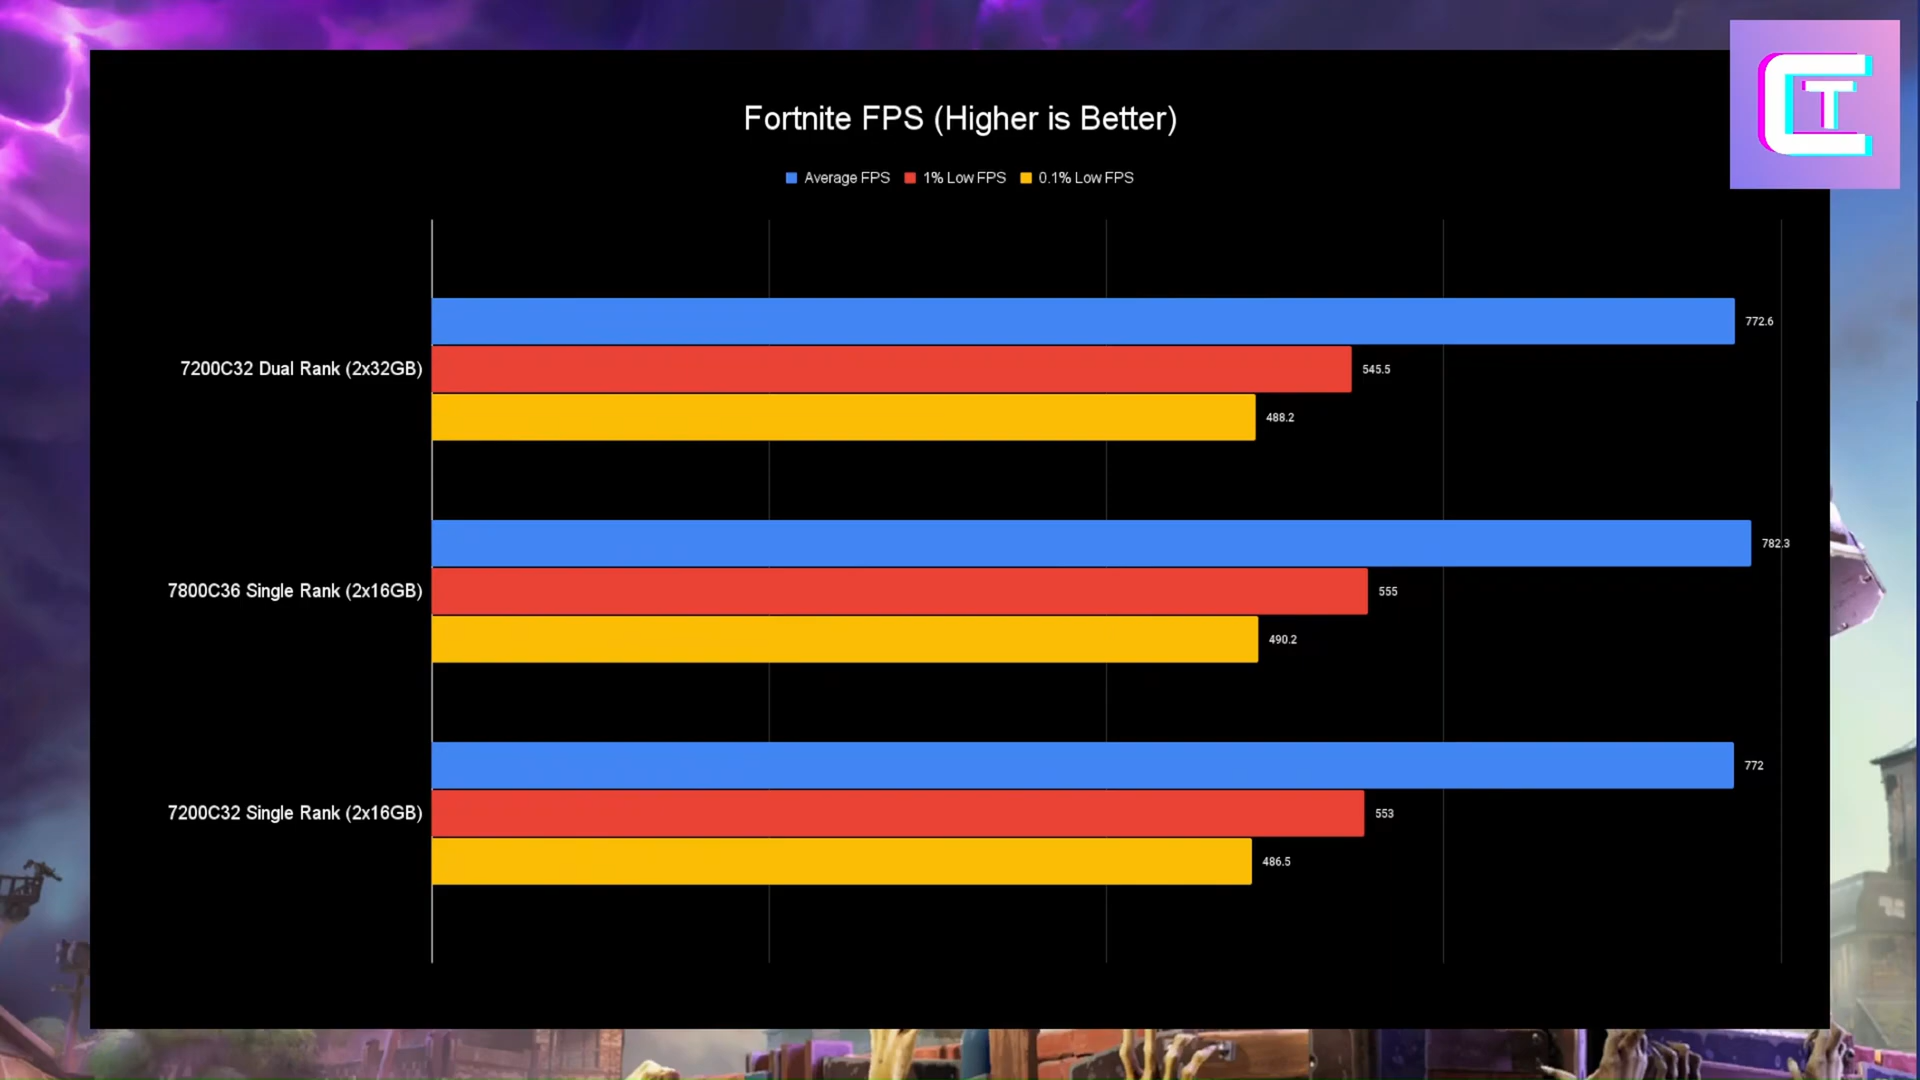 CT
Fortnite FPS (Higher is Better)
Average FPS 1% Low FPS 0.1% Low FPS
772.6
7200C32 Dual Rank (2x32GB) 545.5
488.2
782.3
7800C36 Single Rank (2x16GB) 555
490.2
772
7200C32 Single Rank (2x16GB) 553
486.5